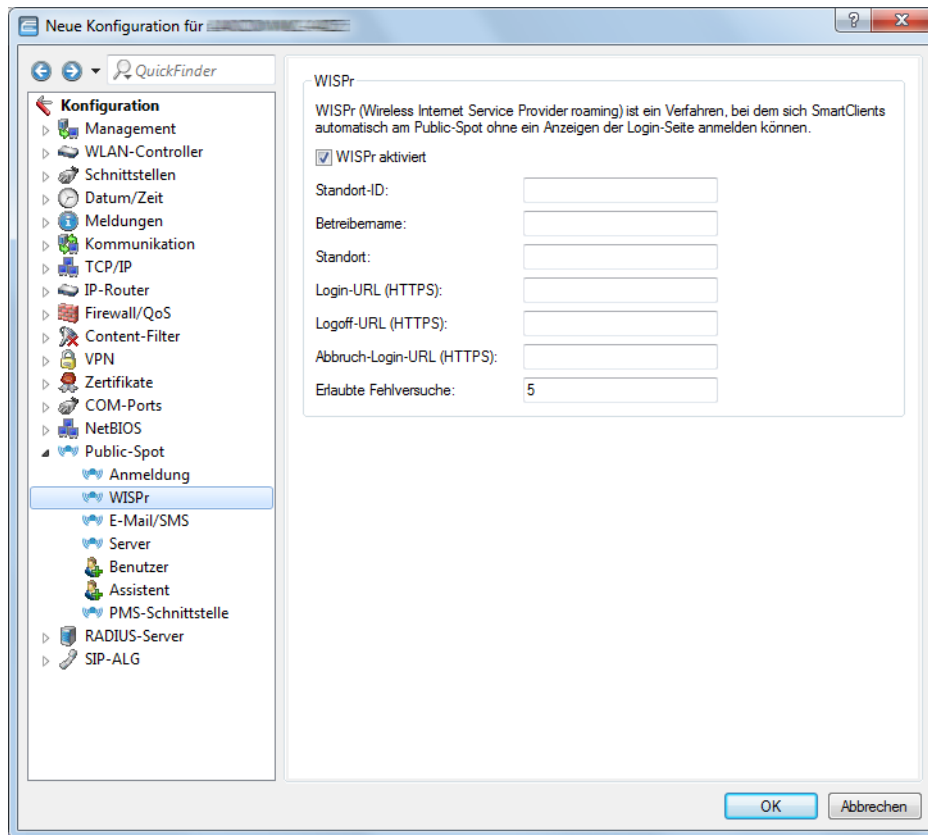 Neue Konfiguration für
QuickFinder
Konfiguration
Management
WLAN-Controller
Schnittstellen
Datum/Zeit
Meldungen
Kommunikation
TCP/IP
IP-Router
Firewall/QoS
Content-Filter
VPN
Zertifikate
COM-Ports
NetBIOS
Public-Spot
Anmeldung
WISPr
E-Mail/SMS
Server
Benutzer
Assistent
PMS-Schnittstelle
RADIUS-Server
SIP-ALG
WISPr
WISPr (Wireless Internet Service Provider roaming) ist ein Verfahren, bei dem sich SmartClients
automatisch am Public-Spot ohne ein Anzeigen der Login-Seite anmelden können.
WISPr aktiviert
Standort-ID:
Betreibername:
Standort:
Login-URL (HTTPS):
Logoff-URL (HTTPS):
Abbruch-Login-URL (HTTPS):
Erlaubte Fehlversuche: 5
OK Abbrechen